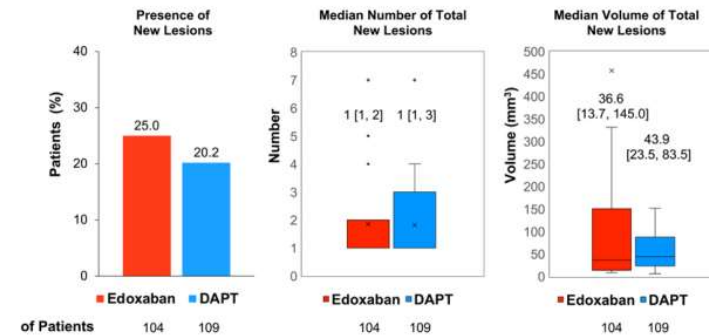 Presence of
New Lesions
Patients (%)
40
30
20
10
0
25.0
20.2
Edoxaban DAPT
of Patients 104 109
Median Number of Total
New Lesions
Number
8
7
6
5
4
3
2
1
0
1 [1, 2] 1 [1, 3]
Edoxaban DAPT
104 109
Median Volume of Total
New Lesions
Volume (mm³)
500
450
400
350
300
250
200
150
100
50
0
36.6
[13.7, 145.0]
43.9
[23.5, 83.5]
Edoxaban DAPT
104 109